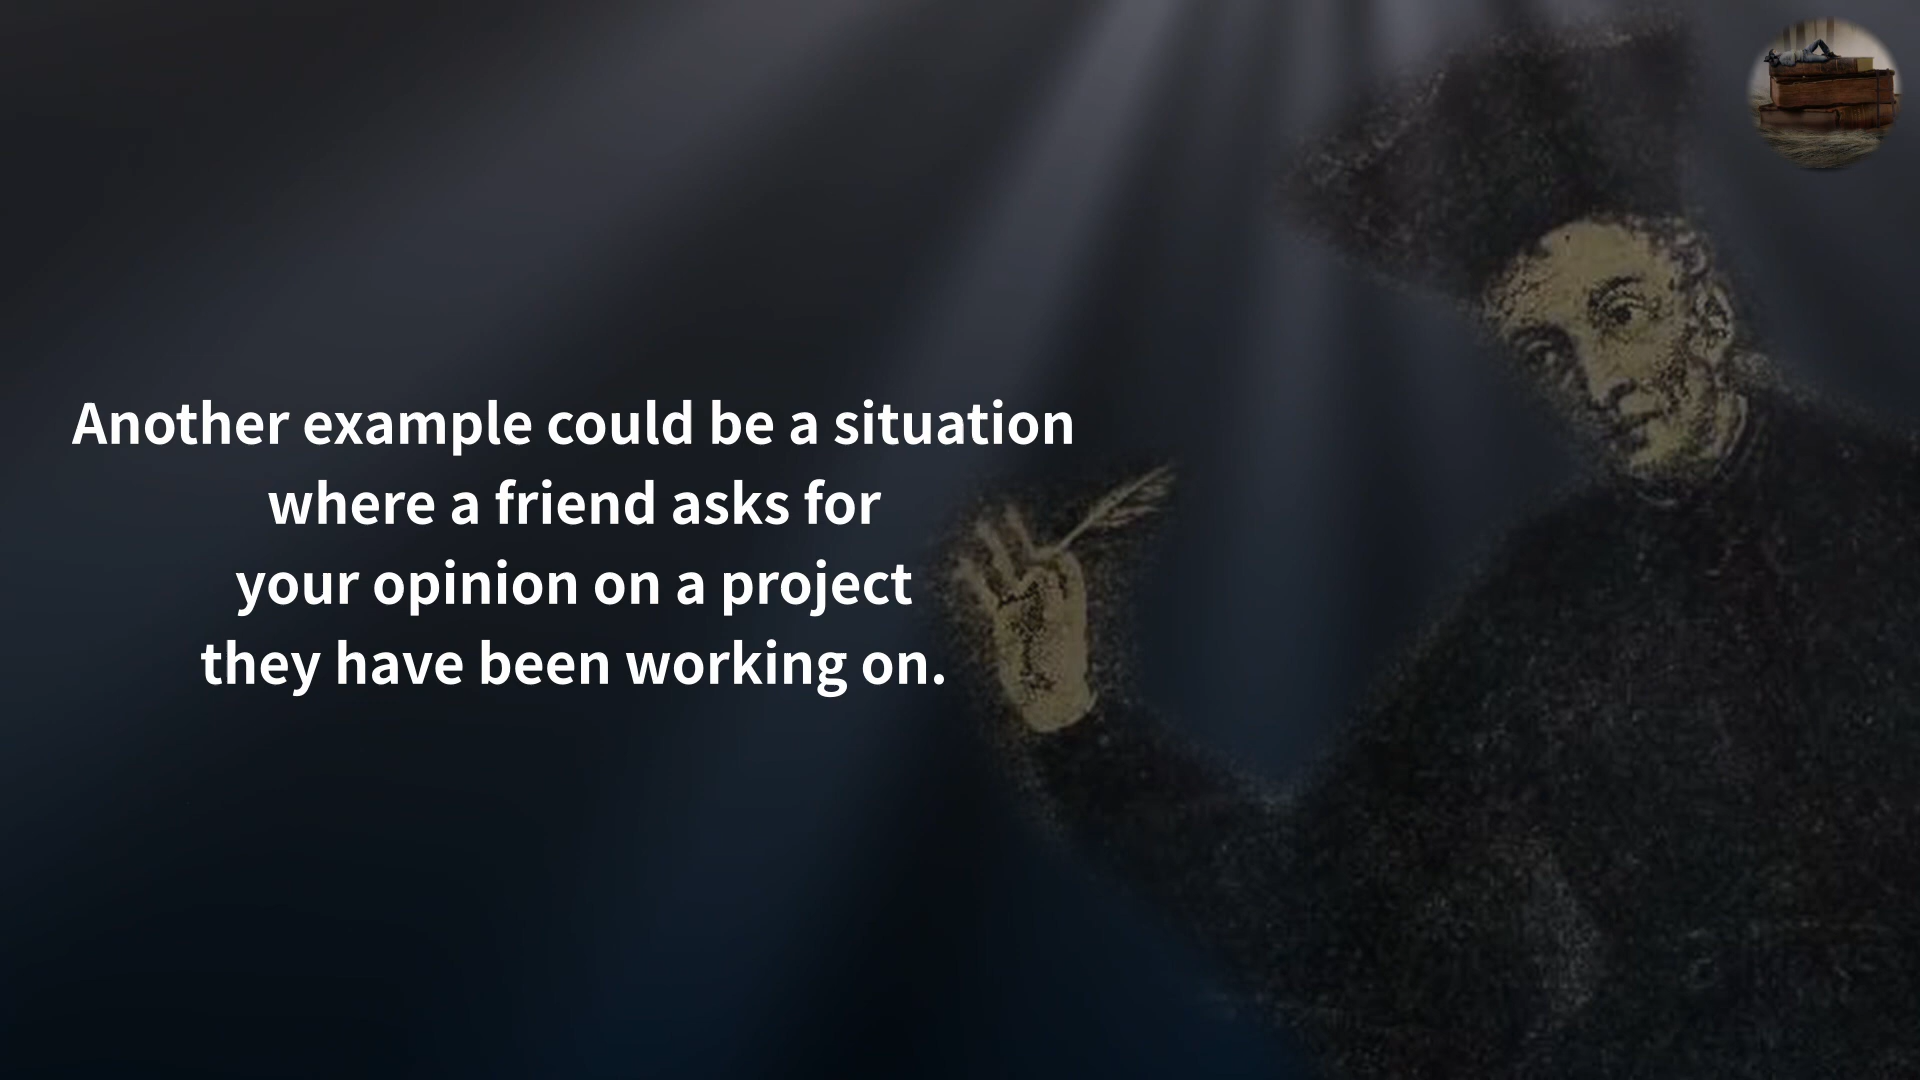 Another example could be a situation
where a friend asks for
your opinion on a project
they have been working on.